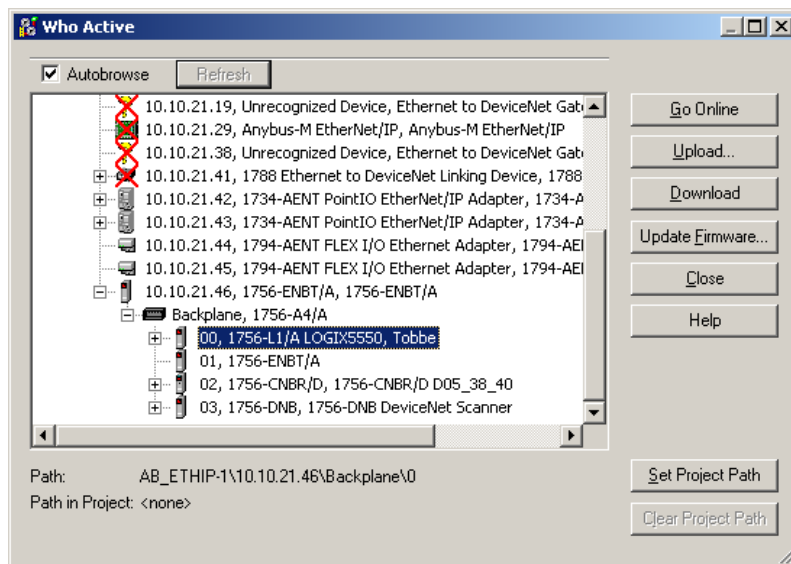 Who Active
Autobrowse
Refresh
10.10.21.19, Unrecognized Device, Ethernet to DeviceNet Gat
10.10.21.29, Anybus-M EtherNet/IP, Anybus-M EtherNet/IP
10.10.21.38, Unrecognized Device, Ethernet to DeviceNet Gat
10.10.21.41, 1788 Ethernet to DeviceNet Linking Device, 1788
10.10.21.42, 1734-AENT PointIO EtherNet/IP Adapter, 1734-A
10.10.21.43, 1734-AENT PointIO EtherNet/IP Adapter, 1734-A
10.10.21.44, 1794-AENT FLEX I/O Ethernet Adapter, 1794-AE
10.10.21.45, 1794-AENT FLEX I/O Ethernet Adapter, 1794-AE
10.10.21.46, 1756-ENBT/A, 1756-ENBT/A
Backplane, 1756-A4/A
00, 1756-L1/A LOGIX5550, Tobbe
01, 1756-ENBT/A
02, 1756-CNBR/D, 1756-CNBR/D D05_38_40
03, 1756-DNB, 1756-DNB DeviceNet Scanner
Go Online
Upload...
Download
Update Firmware...
Close
Help
Path: AB_ETHIP-1\10.10.21.46\Backplane\0
Path in Project: <none>
Set Project Path
Clear Project Path